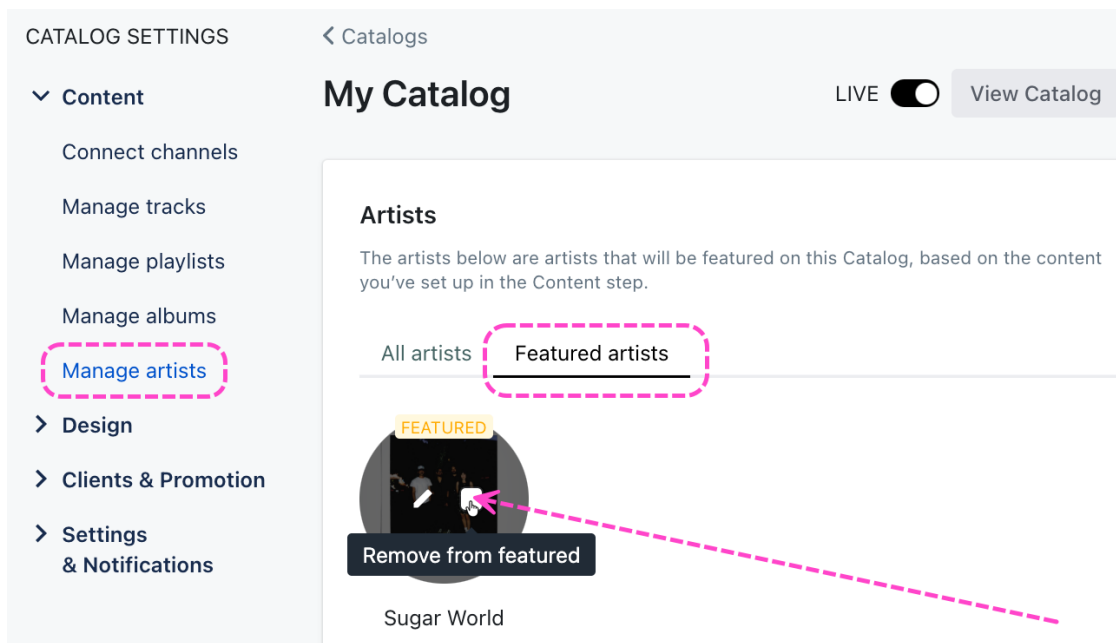 CATALOG SETTINGS
Content
Connect channels
Manage tracks
Manage playlists
Manage albums
Manage artists
Design
Clients & Promotion
Settings
& Notifications
Catalogs
My Catalog
LIVE
View Catalog
Artists
The artists below are artists that will be featured on this Catalog, based on the content
you’ve set up in the Content step.
All artists
Featured artists
FEATURED
Remove from featured
Sugar World